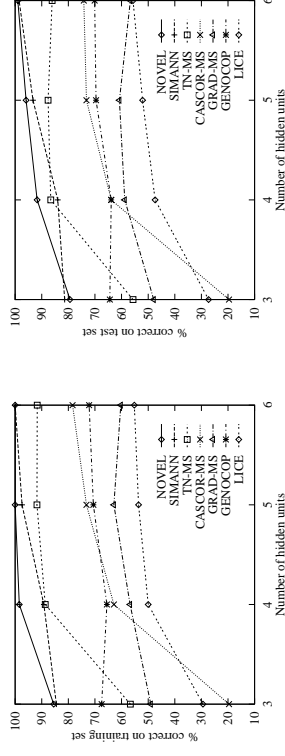 100
90
80
70
60
50
40
30
20
10
3
4
5
6
% correct on training set
Number of hidden units
NOVEL
SIMANN
TN-MS
CASCOR-MS
GRAD-MS
GENOCOP
LICE
100
90
80
70
60
50
40
30
20
10
3
4
5
6
% correct on test set
Number of hidden units
NOVEL
SIMANN
TN-MS
CASCOR-MS
GRAD-MS
GENOCOP
LICE